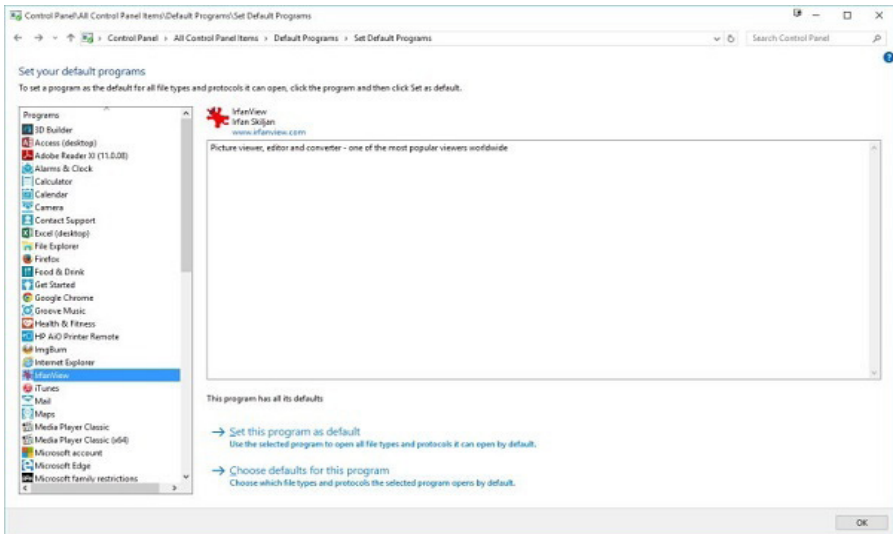 Control Panel\All Control Panel Items\Default Programs\Set Default Programs
Control Panel › All Control Panel Items › Default Programs › Set Default Programs
Search Control Panel
Set your default programs
To set a program as the default for all file types and protocols it can open, click the program and then click Set as default.
Programs
3D Builder
Access (desktop)
Adobe Reader XI (11.0.08)
Alarms & Clock
Calculator
Calendar
Camera
Contact Support
Excel (desktop)
File Explorer
Firefox
Food & Drink
Get Started
Google Chrome
Groove Music
Health & Fitness
HP AiO Printer Remote
ImgBurn
Internet Explorer
IrfanView
iTunes
Mail
Maps
Media Player Classic
Media Player Classic (x64)
Microsoft account
Microsoft Edge
Microsoft family restrictions
IrfanView
Irfan Skiljan
www.irfanview.com
Picture viewer, editor and converter - one of the most popular viewers worldwide
This program has all its defaults
Set this program as default
Use the selected program to open all file types and protocols it can open by default.
Choose defaults for this program
Choose which file types and protocols the selected program opens by default.
OK